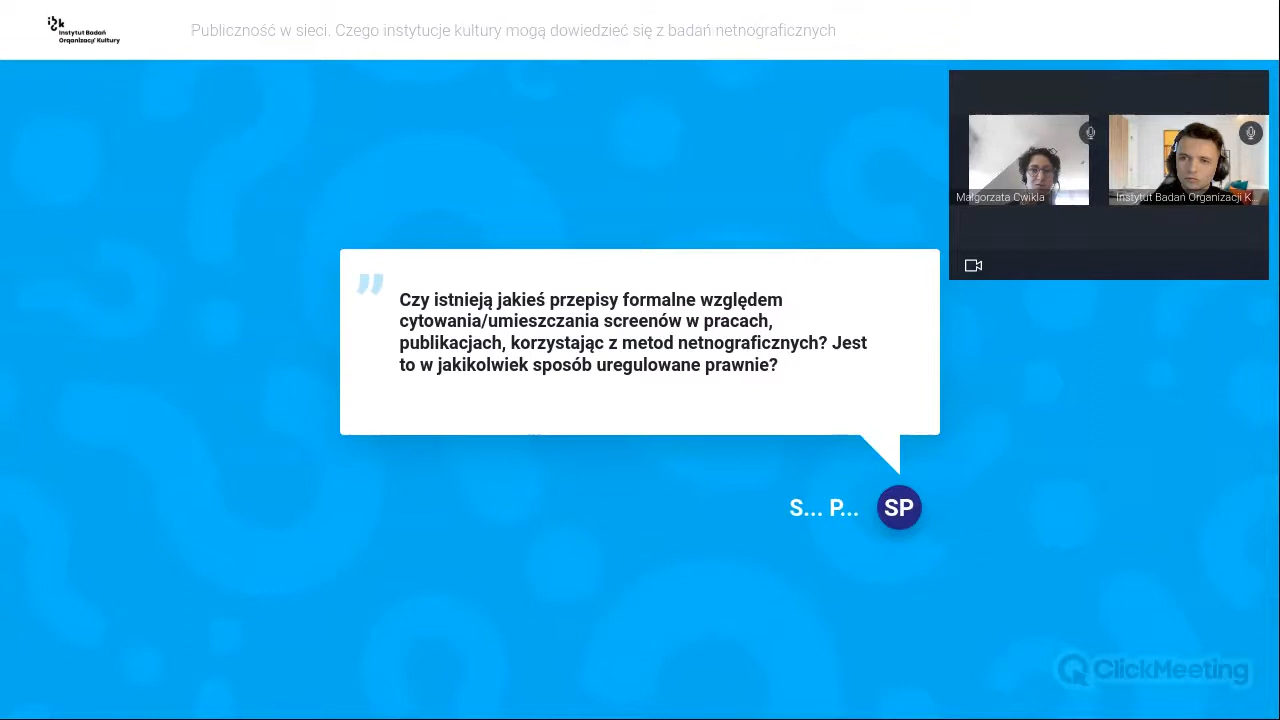 ibk
Instytut Badań
Organizacji Kultury
Publiczność w sieci. Czego instytucje kultury mogą dowiedzieć się z badań netnograficznych
Małgorzata Ćwikla
Instytut Badań Organizacji K...
Czy istnieją jakieś przepisy formalne względem
cytowania/umieszczania screenów w pracach,
publikacjach, korzystając z metod netnograficznych? Jest
to w jakikolwiek sposób uregulowane prawnie?
S... P...
SP
ClickMeeting